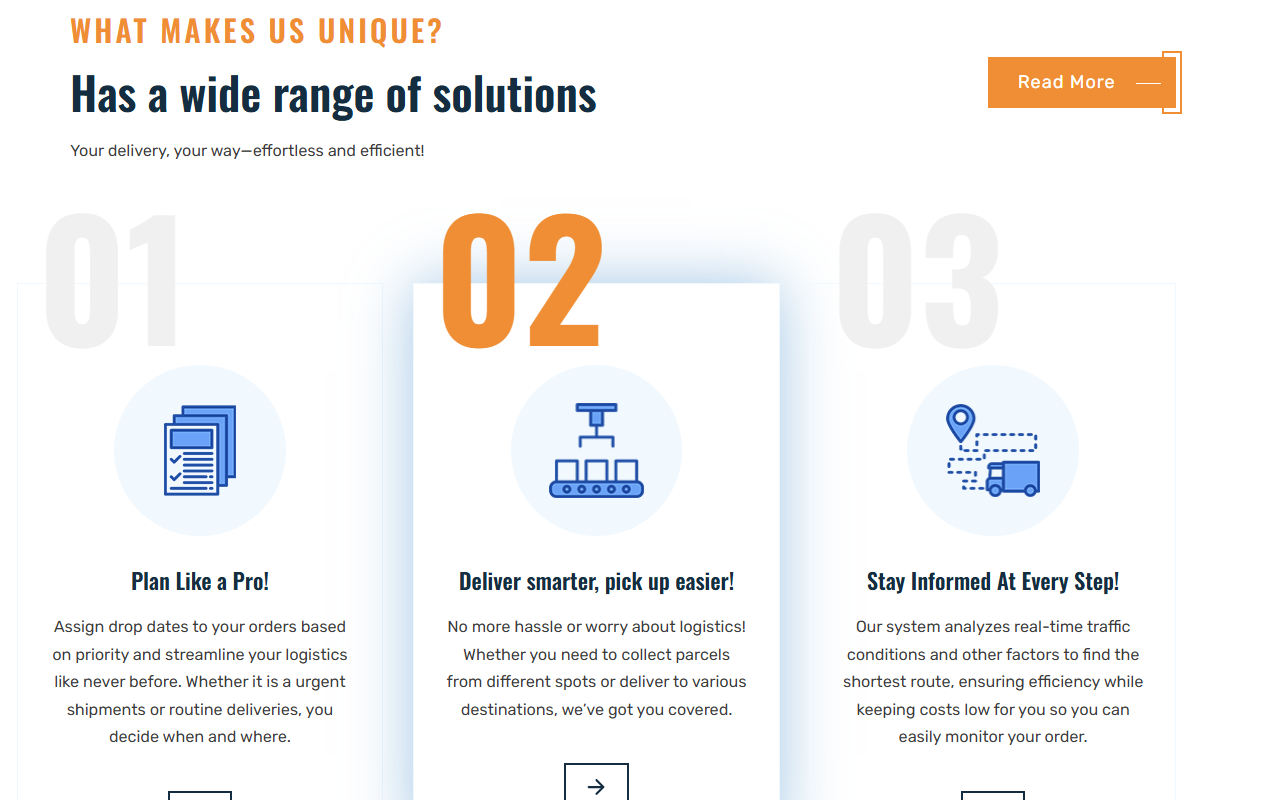 WHAT MAKES US UNIQUE?
Has a wide range of solutions
Read More
Your delivery, your way—effortless and efficient!
01
02
03
Plan Like a Pro!
Assign drop dates to your orders based
on priority and streamline your logistics
like never before. Whether it is a urgent
shipments or routine deliveries, you
decide when and where.
Deliver smarter, pick up easier!
No more hassle or worry about logistics!
Whether you need to collect parcels
from different spots or deliver to various
destinations, we’ve got you covered.
Stay Informed At Every Step!
Our system analyzes real-time traffic
conditions and other factors to find the
shortest route, ensuring efficiency while
keeping costs low for you so you can
easily monitor your order.